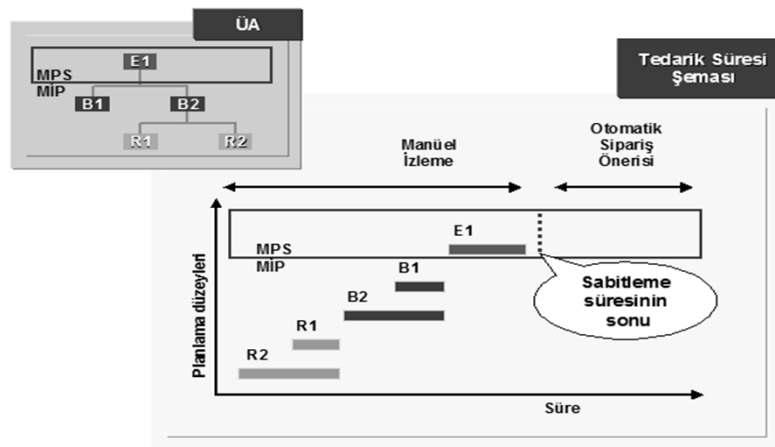 ÜA
E1
MPS
MİP
B1 B2
R1 R2
Tedarik Süresi
Şeması
Manüel
İzleme
Otomatik
Sipariş
Önerisi
E1
MPS
MİP
B1
B2
R1
R2
Sabitleme
süresinin
sonu
Planlama düzeyleri
Süre